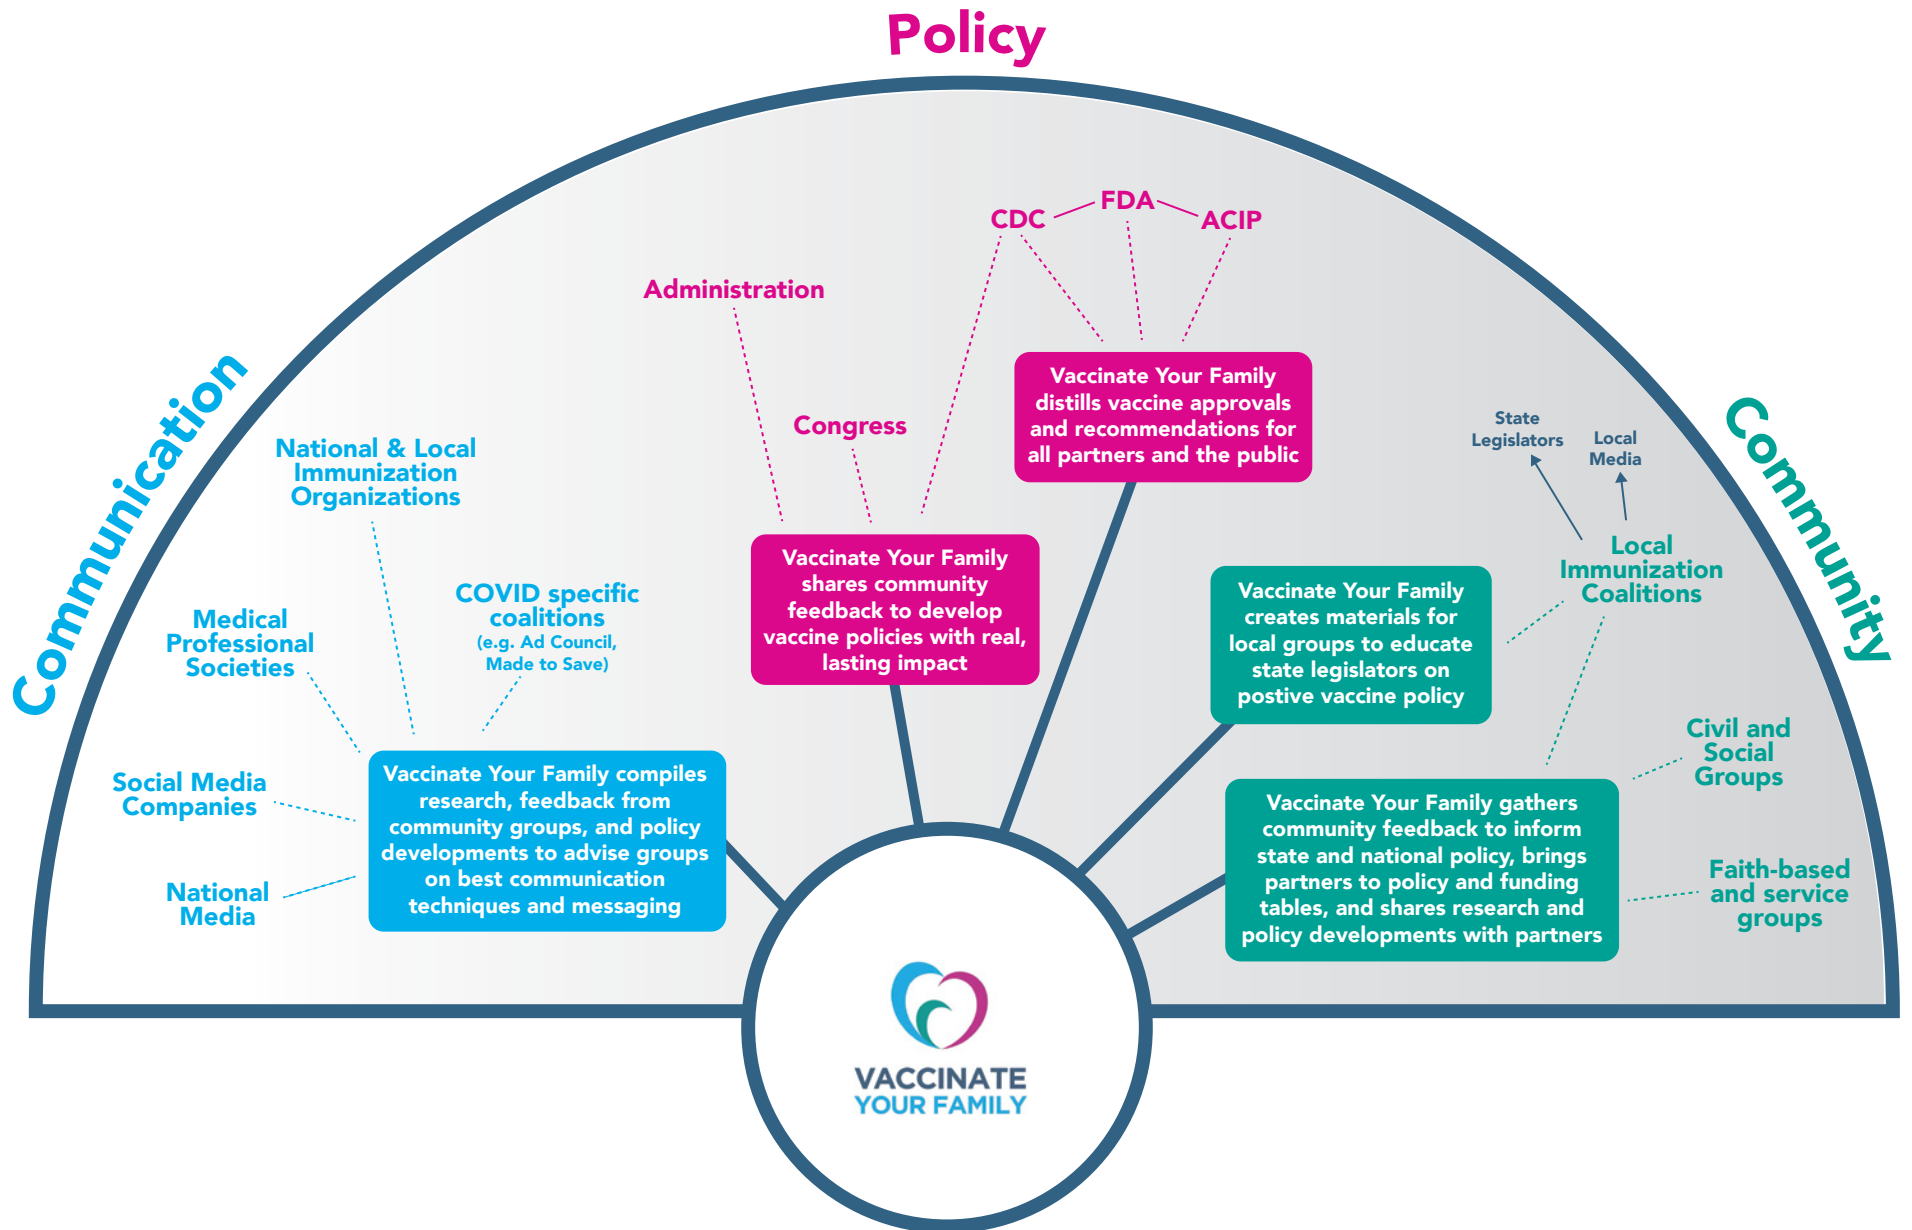 Policy
Communication
Community
CDC
FDA
ACIP
Administration
Congress
Vaccinate Your Family
distills vaccine approvals
and recommendations for
all partners and the public
Vaccinate Your Family
shares community
feedback to develop
vaccine policies with real,
lasting impact
National & Local
Immunization
Organizations
COVID specific
coalitions
(e.g. Ad Council,
Made to Save)
Medical
Professional
Societies
Social Media
Companies
National
Media
Vaccinate Your Family compiles
research, feedback from
community groups, and policy
developments to advise groups
on best communication
techniques and messaging
State
Legislators
Local
Media
Local
Immunization
Coalitions
Vaccinate Your Family
creates materials for
local groups to educate
state legislators on
postive vaccine policy
Civil and
Social
Groups
Faith-based
and service
groups
Vaccinate Your Family gathers
community feedback to inform
state and national policy, brings
partners to policy and funding
tables, and shares research and
policy developments with partners
VACCINATE
YOUR FAMILY